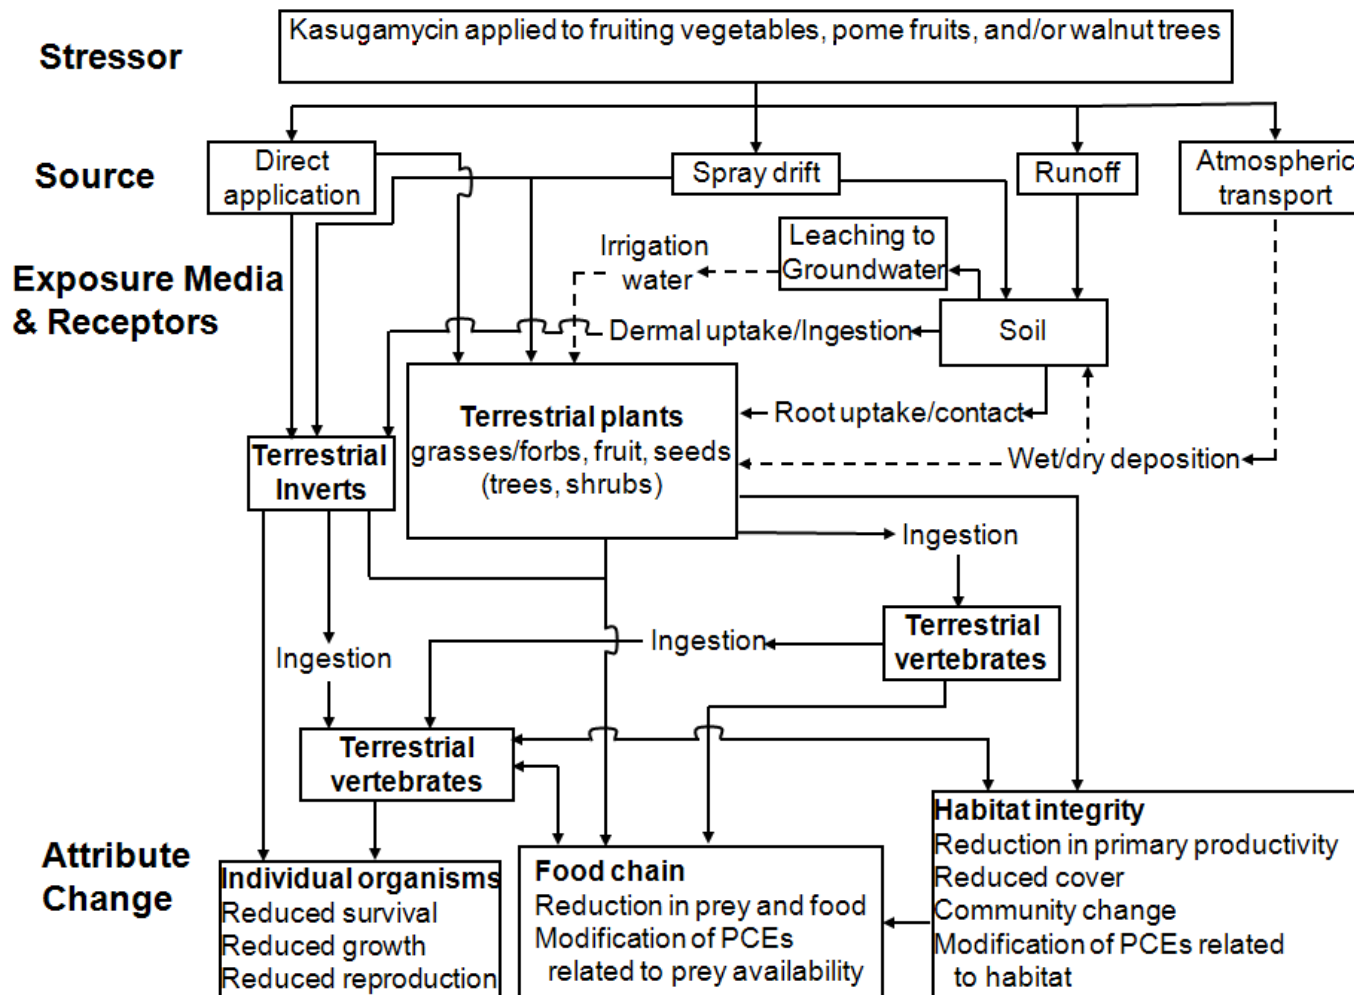 Stressor
Kasugamycin applied to fruiting vegetables, pome fruits, and/or walnut trees
Source
Direct
application
Spray drift
Runoff
Atmospheric
transport
Exposure Media
& Receptors
Irrigation
water
Leaching to
Groundwater
Dermal uptake/Ingestion
Soil
Terrestrial plants
grasses/forbs, fruit, seeds
(trees, shrubs)
Root uptake/contact
Wet/dry deposition
Terrestrial
Inverts
Ingestion
Terrestrial
vertebrates
Ingestion
Ingestion
Terrestrial
vertebrates
Attribute
Change
Individual organisms
Reduced survival
Reduced growth
Reduced reproduction
Food chain
Reduction in prey and food
Modification of PCEs
related to prey availability
Habitat integrity
Reduction in primary productivity
Reduced cover
Community change
Modification of PCEs related
to habitat